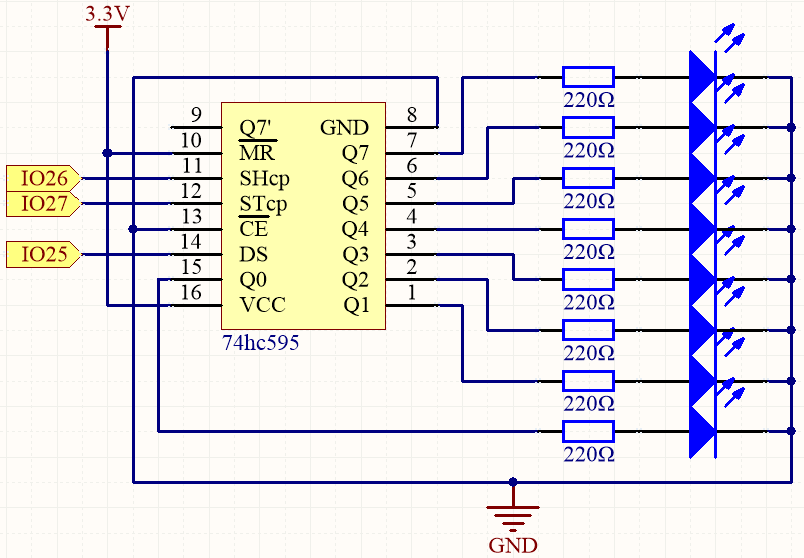 3.3V
9 Q7' GND 8
10 MR Q7 7
IO26 11 SHcp Q6 6
IO27 12 STcp Q5 5
13 CE Q4 4
IO25 14 DS Q3 3
15 Q0 Q2 2
16 VCC Q1 1
74hc595
220Ω
220Ω
220Ω
220Ω
220Ω
220Ω
220Ω
220Ω
GND